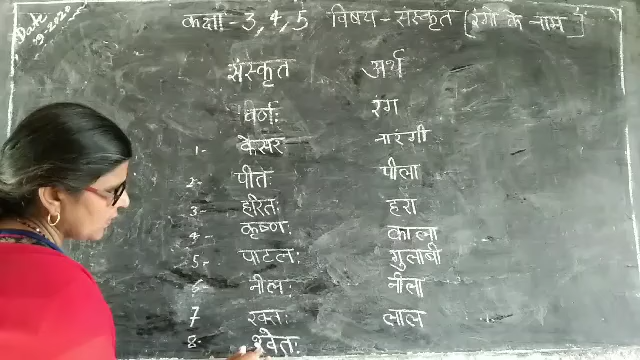 Date
कक्षा - 3, 4, 5 विषय - संस्कृत [रंगो के नाम]
संस्कृत अर्थ
वर्ण: रंग
1- केसर नारंगी
2- पीत पीला
3- हरित: हरा
4- कृष्ण: काला
5- पाटल: गुलाबी
6 नील: नीला
7 रक्त: लाल
8- श्वेत: